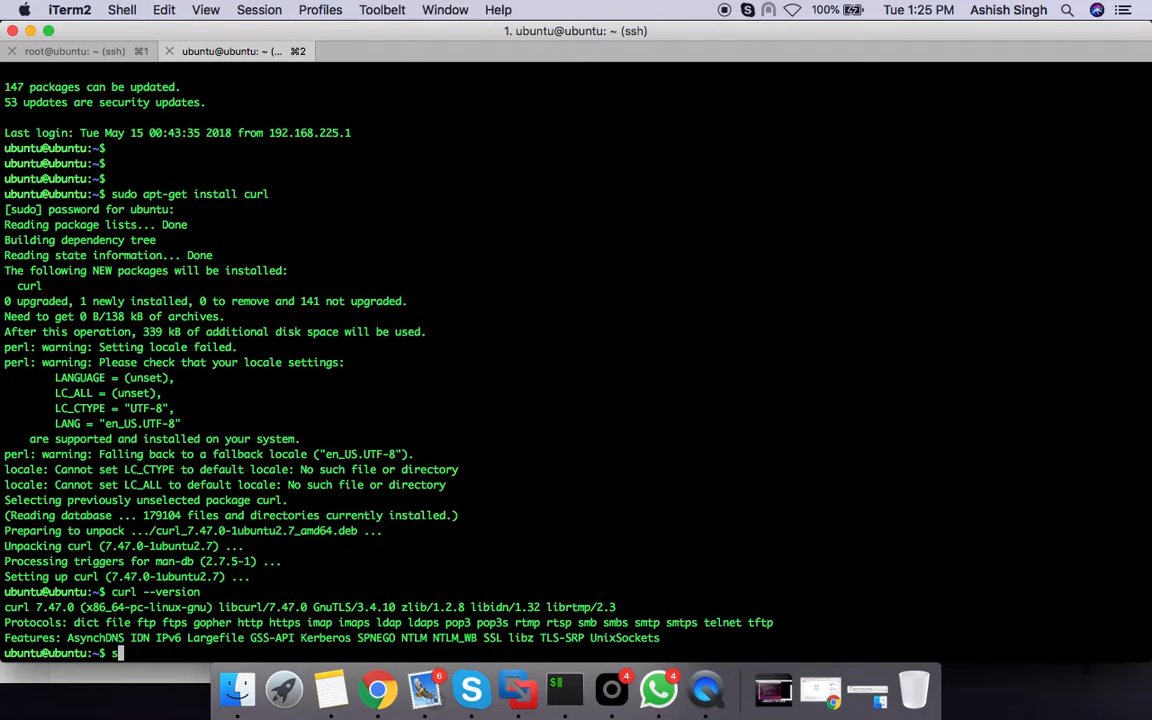 iTerm2 Shell Edit View Session Profiles Toolbelt Window Help 100% Tue 1:25 PM Ashish Singh
1. ubuntu@ubuntu: ~ (ssh)
root@ubuntu: ~ (ssh) ⌘1 ubuntu@ubuntu: ~ (... ⌘2
147 packages can be updated.
53 updates are security updates.
Last login: Tue May 15 00:43:35 2018 from 192.168.225.1
ubuntu@ubuntu:~$
ubuntu@ubuntu:~$
ubuntu@ubuntu:~$
ubuntu@ubuntu:~$ sudo apt-get install curl
[sudo] password for ubuntu:
Reading package lists... Done
Building dependency tree
Reading state information... Done
The following NEW packages will be installed:
curl
0 upgraded, 1 newly installed, 0 to remove and 141 not upgraded.
Need to get 0 B/138 kB of archives.
After this operation, 339 kB of additional disk space will be used.
perl: warning: Setting locale failed.
perl: warning: Please check that your locale settings:
LANGUAGE = (unset),
LC_ALL = (unset),
LC_CTYPE = "UTF-8",
LANG = "en_US.UTF-8"
are supported and installed on your system.
perl: warning: Falling back to a fallback locale ("en_US.UTF-8").
locale: Cannot set LC_CTYPE to default locale: No such file or directory
locale: Cannot set LC_ALL to default locale: No such file or directory
Selecting previously unselected package curl.
(Reading database ... 179104 files and directories currently installed.)
Preparing to unpack .../curl_7.47.0-1ubuntu2.7_amd64.deb ...
Unpacking curl (7.47.0-1ubuntu2.7) ...
Processing triggers for man-db (2.7.5-1) ...
Setting up curl (7.47.0-1ubuntu2.7) ...
ubuntu@ubuntu:~$ curl --version
curl 7.47.0 (x86_64-pc-linux-gnu) libcurl/7.47.0 GnuTLS/3.4.10 zlib/1.2.8 libidn/1.32 librtmp/2.3
Protocols: dict file ftp ftps gopher http https imap imaps ldap ldaps pop3 pop3s rtmp rtsp smb smbs smtp smtps telnet tftp
Features: AsynchDNS IDN IPv6 Largefile GSS-API Kerberos SPNEGO NTLM NTLM_WB SSL libz TLS-SRP UnixSockets
ubuntu@ubuntu:~$ s
6 $ 4 4